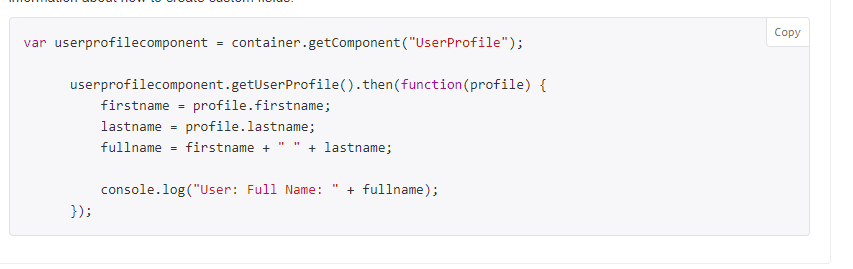 information about how to create custom fields.
Copy
var userprofilecomponent = container.getComponent("UserProfile");
userprofilecomponent.getUserProfile().then(function(profile) {
firstname = profile.firstname;
lastname = profile.lastname;
fullname = firstname + " " + lastname;
console.log("User: Full Name: " + fullname);
});